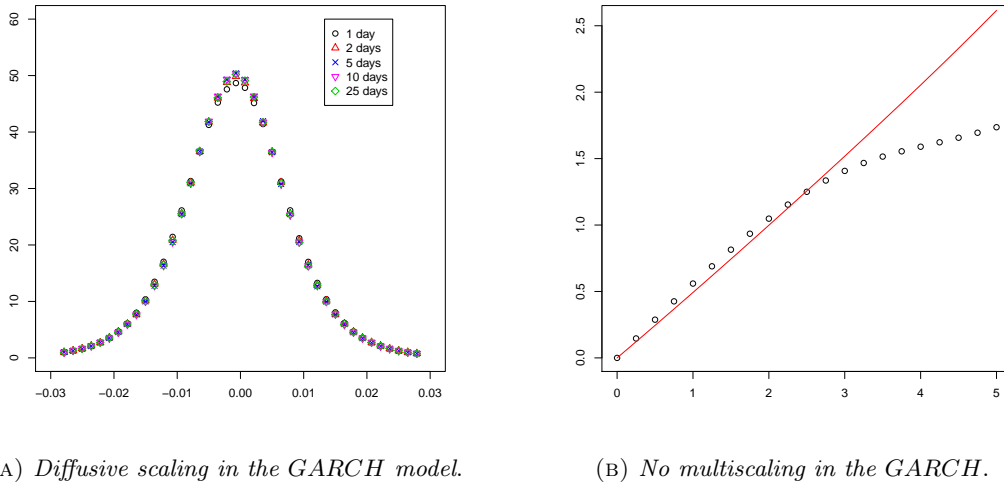 60
50
40
30
20
10
0
−0.03 −0.02 −0.01 0.00 0.01 0.02 0.03
1 day
2 days
5 days
10 days
25 days
A) Diffusive scaling in the GARCH model.
2.5
2.0
1.5
1.0
0.5
0.0
0 1 2 3 4 5
(B) No multiscaling in the GARCH.